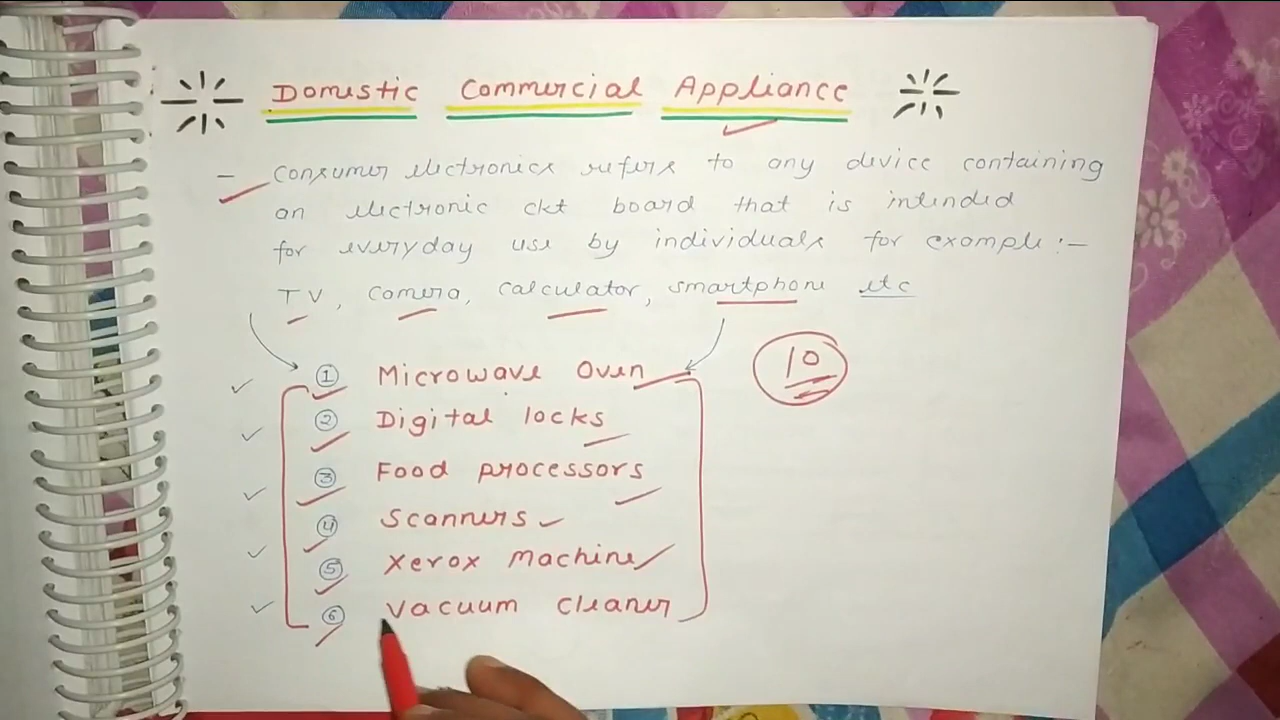 Domestic Commercial Appliance
- Consumer electronics refers to any device containing
an electronic ckt board that is intended
for everyday use by individuals for example :-
TV, Camera, Calculator, smartphone etc
① Microwave Oven
10
② Digital locks
③ Food processors
④ Scanners
⑤ Xerox Machine
⑥ Vacuum cleaner